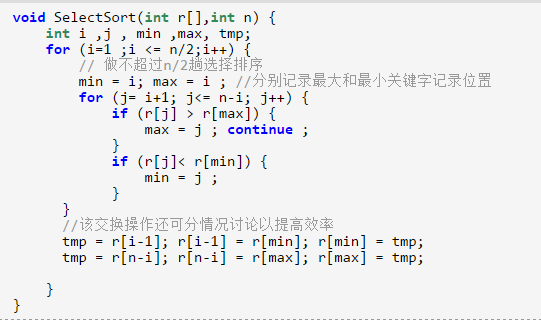 void SelectSort(int r[],int n) {
    int i ,j , min ,max, tmp;
    for (i=1 ;i <= n/2;i++) {
        // 做不超过n/2趟选择排序
        min = i; max = i ; //分别记录最大和最小关键字记录位置
        for (j= i+1; j<= n-i; j++) {
            if (r[j] > r[max]) {
                max = j ; continue ;
            }
            if (r[j]< r[min]) {
                min = j ;
            }
      }
      //该交换操作还可分情况讨论以提高效率
      tmp = r[i-1]; r[i-1] = r[min]; r[min] = tmp;
      tmp = r[n-i]; r[n-i] = r[max]; r[max] = tmp;

    }
}